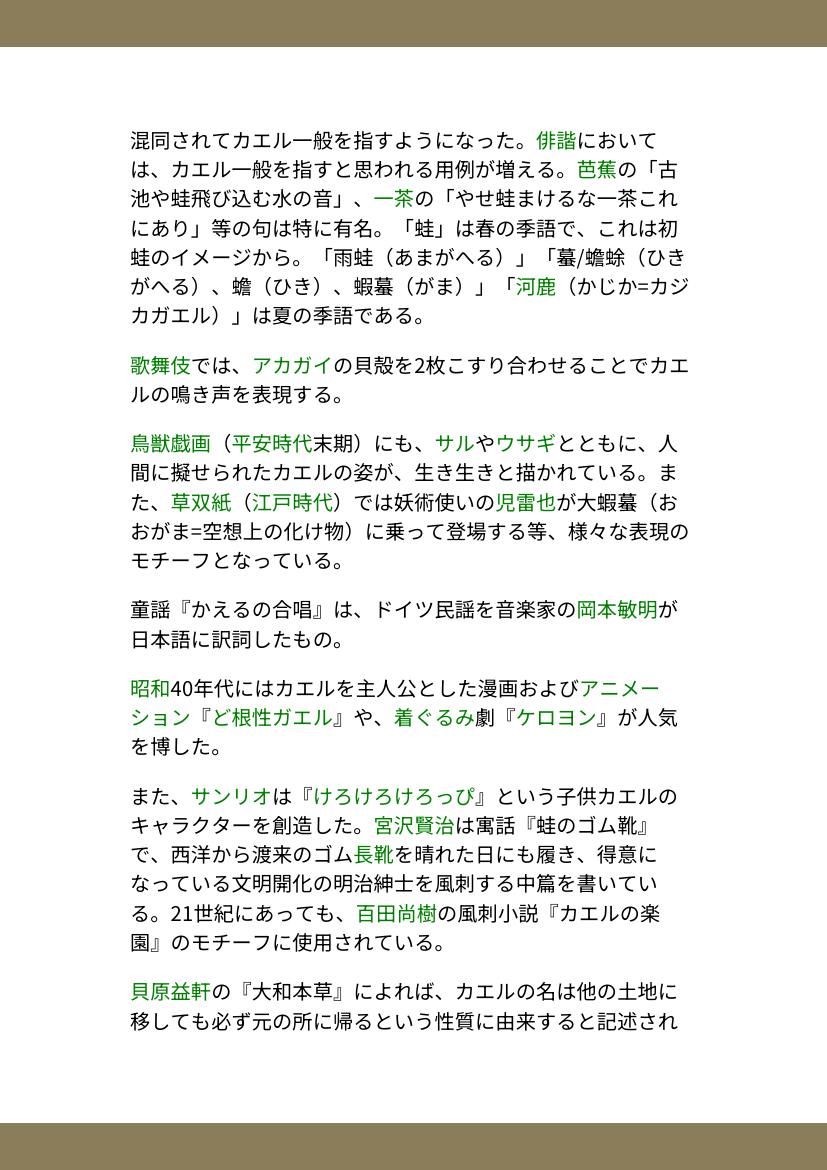 混同されてカエル一般を指すようになった。俳諧において
は、カエル一般を指すと思われる用例が増える。芭蕉の「古
池や蛙飛び込む水の音」、一茶の「やせ蛙まけるな一茶これ
にあり」等の句は特に有名。「蛙」は春の季語で、これは初
蛙のイメージから。「雨蛙（あまがへる）」「蟇/蟾蜍（ひき
がへる）、蟾（ひき）、蝦蟇（がま）」「河鹿（かじか=カジ
カガエル）」は夏の季語である。
歌舞伎では、アカガイの貝殻を2枚こすり合わせることでカエ
ルの鳴き声を表現する。
鳥獣戯画（平安時代末期）にも、サルやウサギとともに、人
間に擬せられたカエルの姿が、生き生きと描かれている。ま
た、草双紙（江戸時代）では妖術使いの児雷也が大蝦蟇（お
おがま=空想上の化け物）に乗って登場する等、様々な表現の
モチーフとなっている。
童謡『かえるの合唱』は、ドイツ民謡を音楽家の岡本敏明が
日本語に訳詞したもの。
昭和40年代にはカエルを主人公とした漫画およびアニメー
ション『ど根性ガエル』や、着ぐるみ劇『ケロヨン』が人気
を博した。
また、サンリオは『けろけろけろっぴ』という子供カエルの
キャラクターを創造した。宮沢賢治は寓話『蛙のゴム靴』
で、西洋から渡来のゴム長靴を晴れた日にも履き、得意に
なっている文明開化の明治紳士を風刺する中篇を書いてい
る。21世紀にあっても、百田尚樹の風刺小説『カエルの楽
園』のモチーフに使用されている。
貝原益軒の『大和本草』によれば、カエルの名は他の土地に
移しても必ず元の所に帰るという性質に由来すると記述され